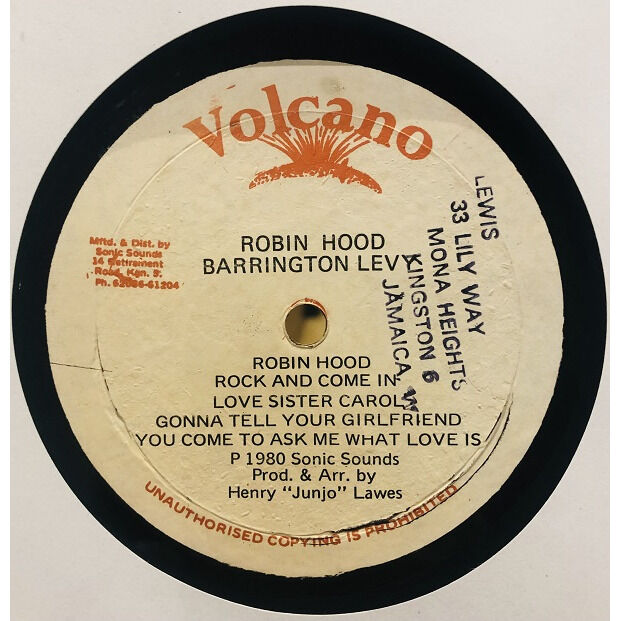 Volcano
ROBIN HOOD
BARRINGTON LEVY
Mftd. & Dist. by
Sonic Sounds
14 Retirement
Road, Kgn. 5.
LEWIS
33 LILY WAY
MONA HEIGHTS
KINGSTON 6
JAMAICA, W
ROBIN HOOD
ROCK AND COME IN
LOVE SISTER CAROL
GONNA TELL YOUR GIRLFRIEND
YOU COME TO ASK ME WHAT LOVE IS
P 1980 Sonic Sounds
Prod. & Arr. by
Henry "Junjo" Lawes
UNAUTHORISED COPYING IS PROHIBITED